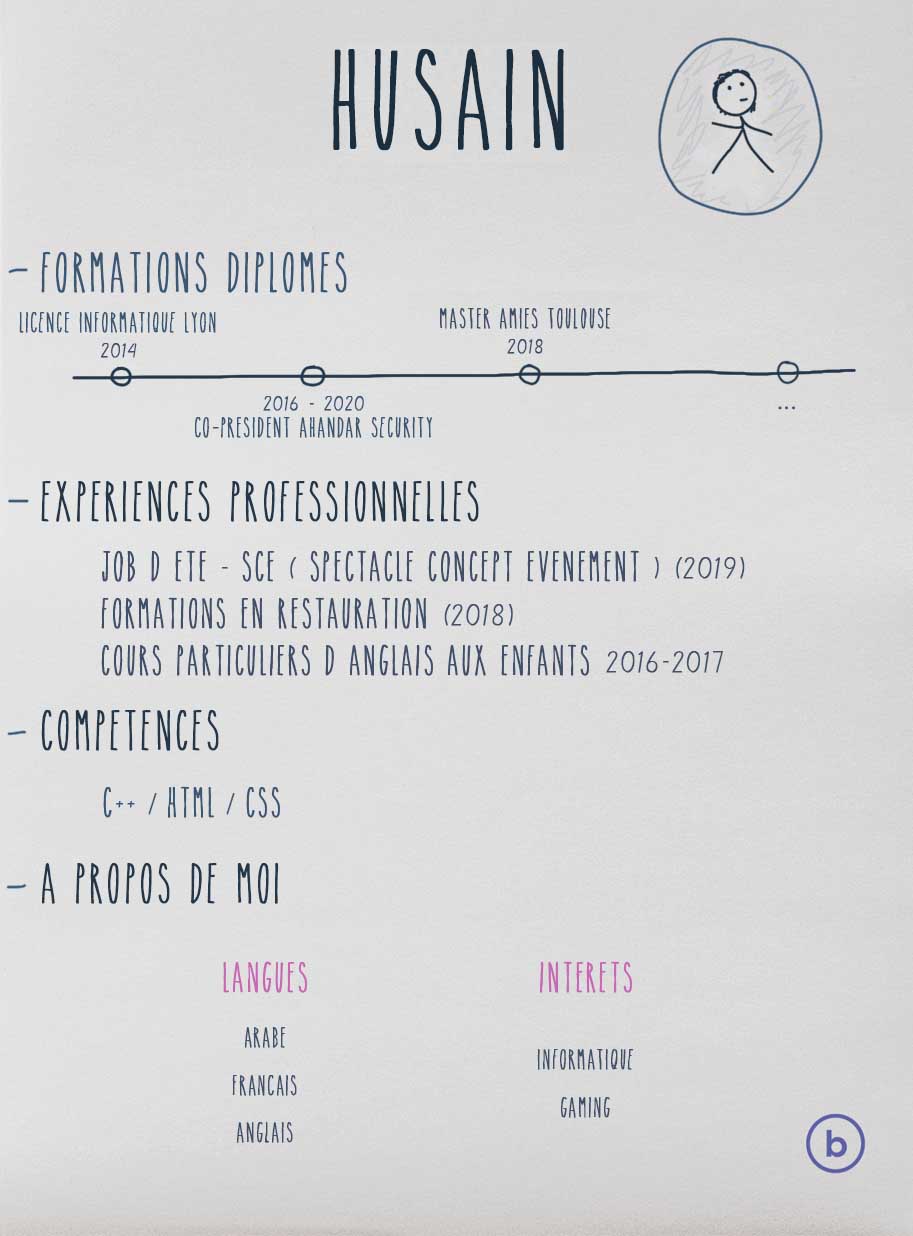 HUSAIN
– FORMATIONS DIPLOMES
LICENCE INFORMATIQUE LYON
2014
MASTER AMIES TOULOUSE
2018
2016 - 2020
CO-PRESIDENT AHANDAR SECURITY
...
– EXPERIENCES PROFESSIONNELLES
JOB D ETE - SCE ( SPECTACLE CONCEPT EVENEMENT ) (2019)
FORMATIONS EN RESTAURATION (2018)
COURS PARTICULIERS D ANGLAIS AUX ENFANTS 2016-2017
– COMPETENCES
C++ / HTML / CSS
– A PROPOS DE MOI
LANGUES
ARABE
FRANCAIS
ANGLAIS
INTERETS
INFORMATIQUE
GAMING
b